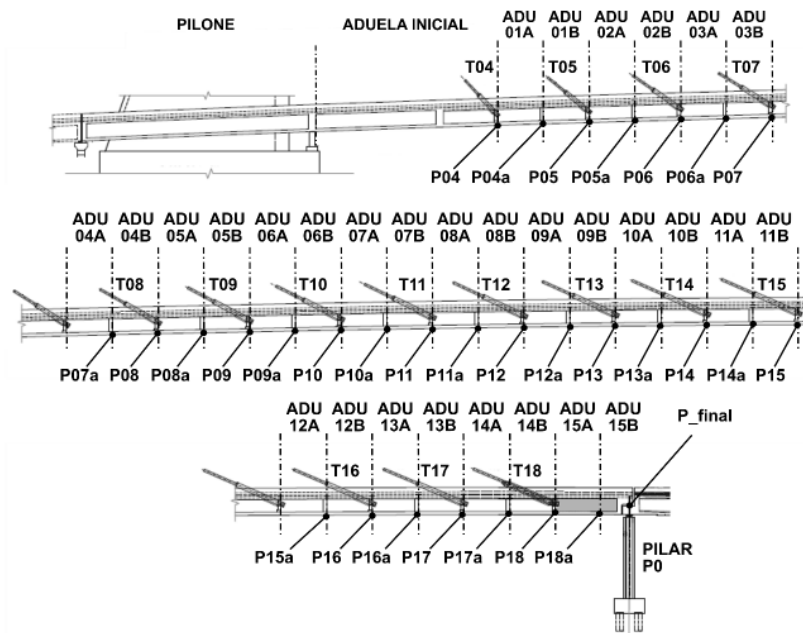 PILONE
ADUELA INICIAL
ADU 01A
ADU 01B
ADU 02A
ADU 02B
ADU 03A
ADU 03B
T04
T05
T06
T07
P04
P04a
P05
P05a
P06
P06a
P07
ADU 04A
ADU 04B
ADU 05A
ADU 05B
ADU 06A
ADU 06B
ADU 07A
ADU 07B
ADU 08A
ADU 08B
ADU 09A
ADU 09B
ADU 10A
ADU 10B
ADU 11A
ADU 11B
T08
T09
T10
T11
T12
T13
T14
T15
P07a
P08
P08a
P09
P09a
P10
P10a
P11
P11a
P12
P12a
P13
P13a
P14
P14a
P15
ADU 12A
ADU 12B
ADU 13A
ADU 13B
ADU 14A
ADU 14B
ADU 15A
ADU 15B
P_final
T16
T17
T18
P15a
P16
P16a
P17
P17a
P18
P18a
PILAR
P0